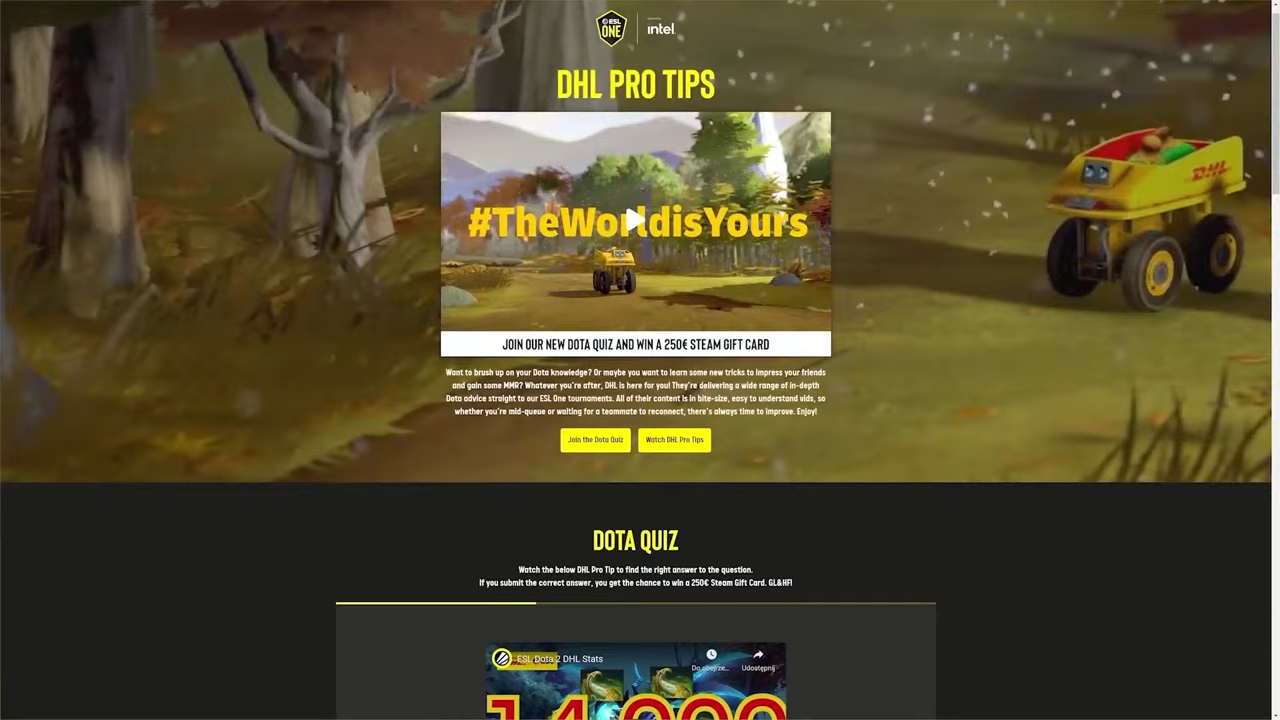 ESL
ONE
intel
DHL PRO TIPS
DHL
#TheWorldisYours
JOIN OUR NEW DOTA QUIZ AND WIN A 250€ STEAM GIFT CARD
Want to brush up on your Dota knowledge? Or maybe you want to learn some new tricks to impress your friends
and gain some MMR? Whatever you're after, DHL is here for you! They're delivering a wide range of in-depth
Dota advice straight to our ESL One tournaments. All of their content is in bite-size, easy to understand vids, so
whether you're mid-queue or waiting for a teammate to reconnect, there's always time to improve. Enjoy!
Join the Dota Quiz
Watch DHL Pro Tips
DOTA QUIZ
Watch the below DHL Pro Tip to find the right answer to the question.
If you submit the correct answer, you get the chance to win a 250€ Steam Gift Card. GL&HF!
ESL Dota 2 DHL Stats
Do obejrze...
Udostępnij